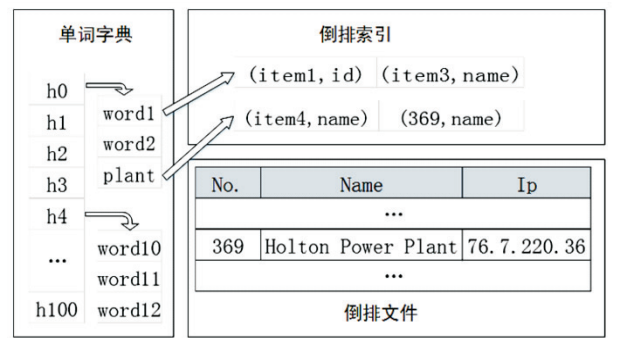 单词字典
h0
h1
h2
h3
h4
…
h100
word1
word2
plant
word10
word11
word12
倒排索引
(item1, id) (item3, name)
(item4, name) (369, name)
No. Name Ip
…
369 Holton Power Plant 76.7.220.36
…
倒排文件